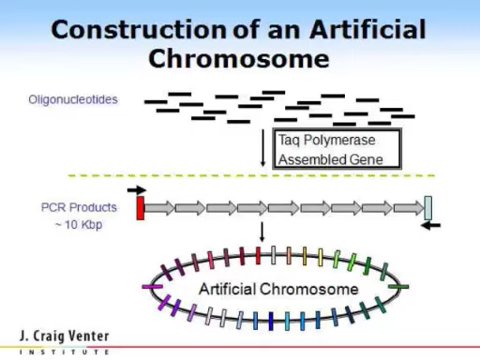 Construction of an Artificial
Chromosome
Oligonucleotides
Taq Polymerase
Assembled Gene
PCR Products
~ 10 Kbp
Artificial Chromosome
J. Craig Venter
INSTITUTE